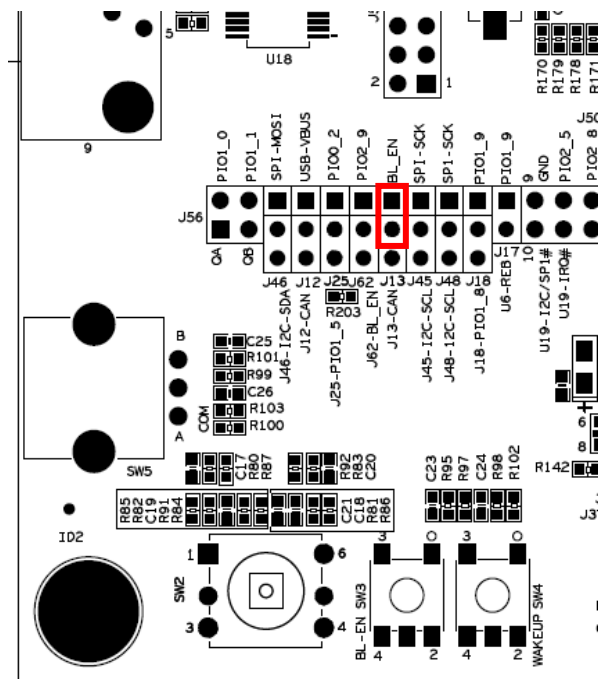 5
U18
2
1
R170
R179
R178
R171
9
PIO1_0
PIO1_1
SPI-MOSI
USB-VBUS
PIO0_2
PIO2_9
BL_EN
SPI-SCK
SP1-SCK
PIO1_9
PIO1_9
9
GND
PIO2_5
PIO2_8
J50
J56
QA
QB
J46
J12
J25
J62
J13
J45
J48
J18
J17
10
R203
J46-I2C-SDA
J12-CAN
J25-PIO1_5
J62-BL_EN
J13-CAN
J45-I2C-SCL
J48-I2C-SCL
J18-PIO1_8
U6-REB
U19-I2C/SPI#
U19-IRQ#
B
A
COM
C25
R101
R99
C26
R103
R100
SW5
+
6
8
R142
C17
R80
R87
R92
R83
C20
C23
R95
R97
C24
R98
R102
R85
R82
C19
R91
R84
C21
C18
R81
R86
ID2
1
6
SW2
3
4
3
O
BL-EN SW3
4
2
3
O
WAKEUP SW4
4
2